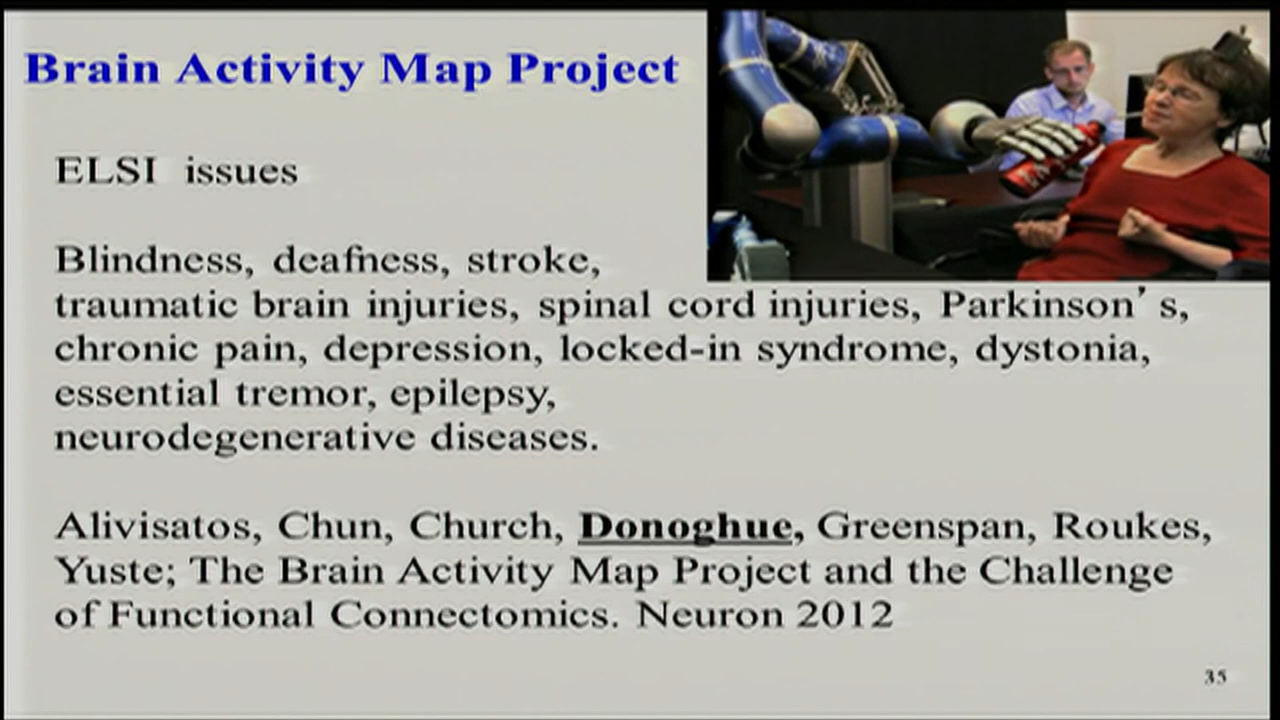 Brain Activity Map Project
ELSI issues
Blindness, deafness, stroke,
traumatic brain injuries, spinal cord injuries, Parkinson's,
chronic pain, depression, locked-in syndrome, dystonia,
essential tremor, epilepsy,
neurodegenerative diseases.
Alivisatos, Chun, Church, Donoghue, Greenspan, Roukes,
Yuste; The Brain Activity Map Project and the Challenge
of Functional Connectomics. Neuron 2012
35